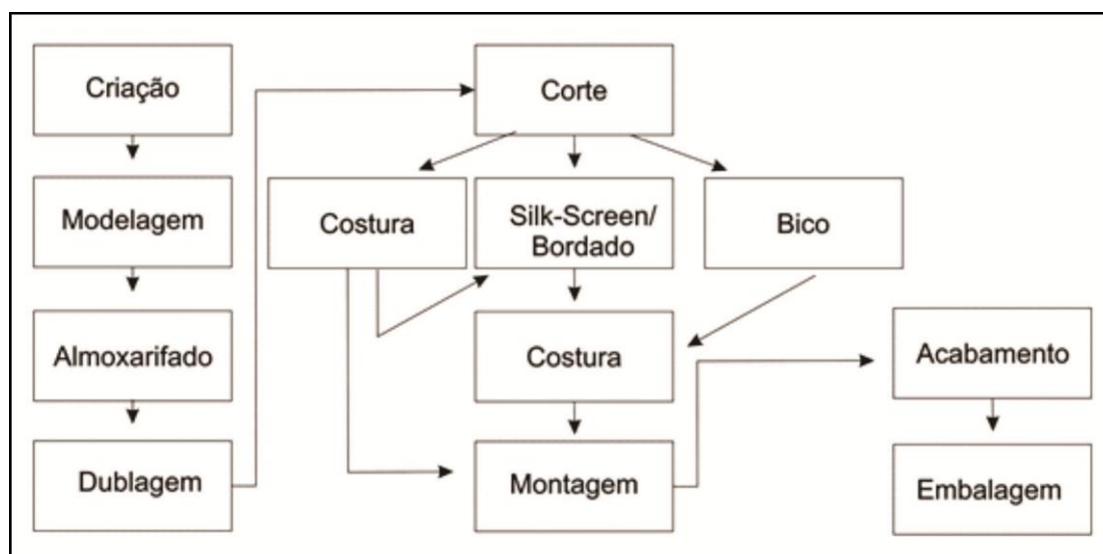 Criação
Modelagem
Almoxarifado
Dublagem
Corte
Costura
Silk-Screen/
Bordado
Bico
Costura
Montagem
Acabamento
Embalagem